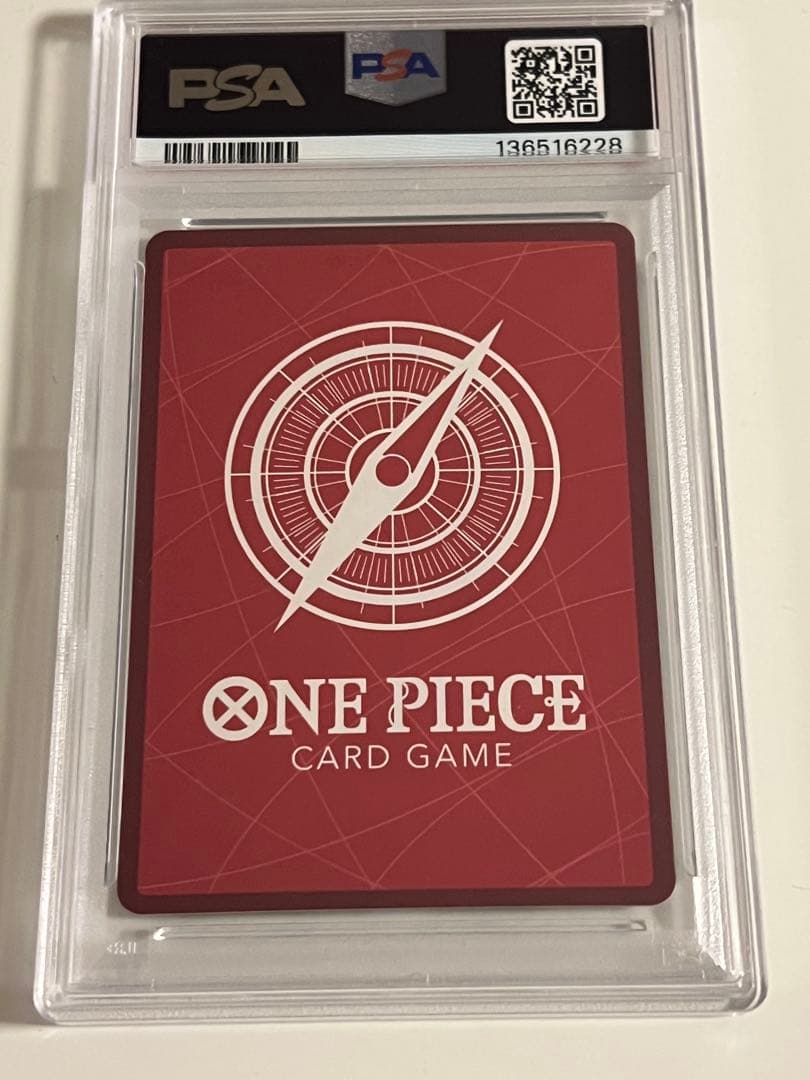 PSA
PSA
136516228
ONE PIECE
CARD GAME